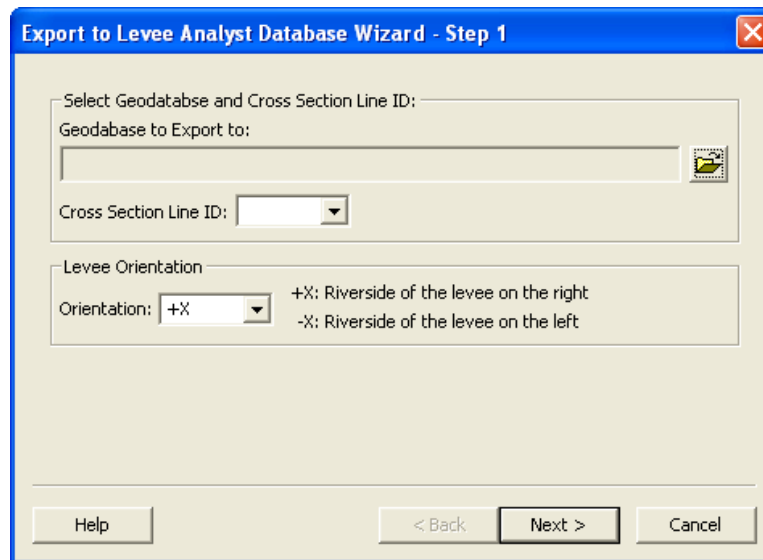 Export to Levee Analyst Database Wizard - Step 1
Select Geodatabse and Cross Section Line ID:
Geodabase to Export to:
Cross Section Line ID:
Levee Orientation
Orientation: +X
+X: Riverside of the levee on the right
-X: Riverside of the levee on the left
Help < Back Next > Cancel